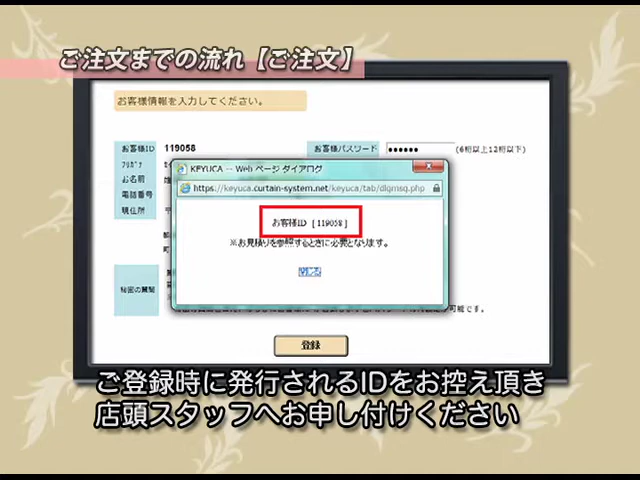 ご注文までの流れ【ご注文】
お客様情報を入力してください。
お客様ID 119058 お客様パスワード ●●●●●● (6桁以上12桁以下)
フリガナ
お名前
電話番号
現住所
KEYUCA -- Web ページ ダイアログ
https://keyuca.curtain-system.net/keyuca/tab/dlgmsg.php
お客様ID [ 119058 ]
※お見積りを参照するときに必要となります。
閉じる
秘密の質問
登録
ご登録時に発行されるIDをお控え頂き
店頭スタッフへお申し付けください